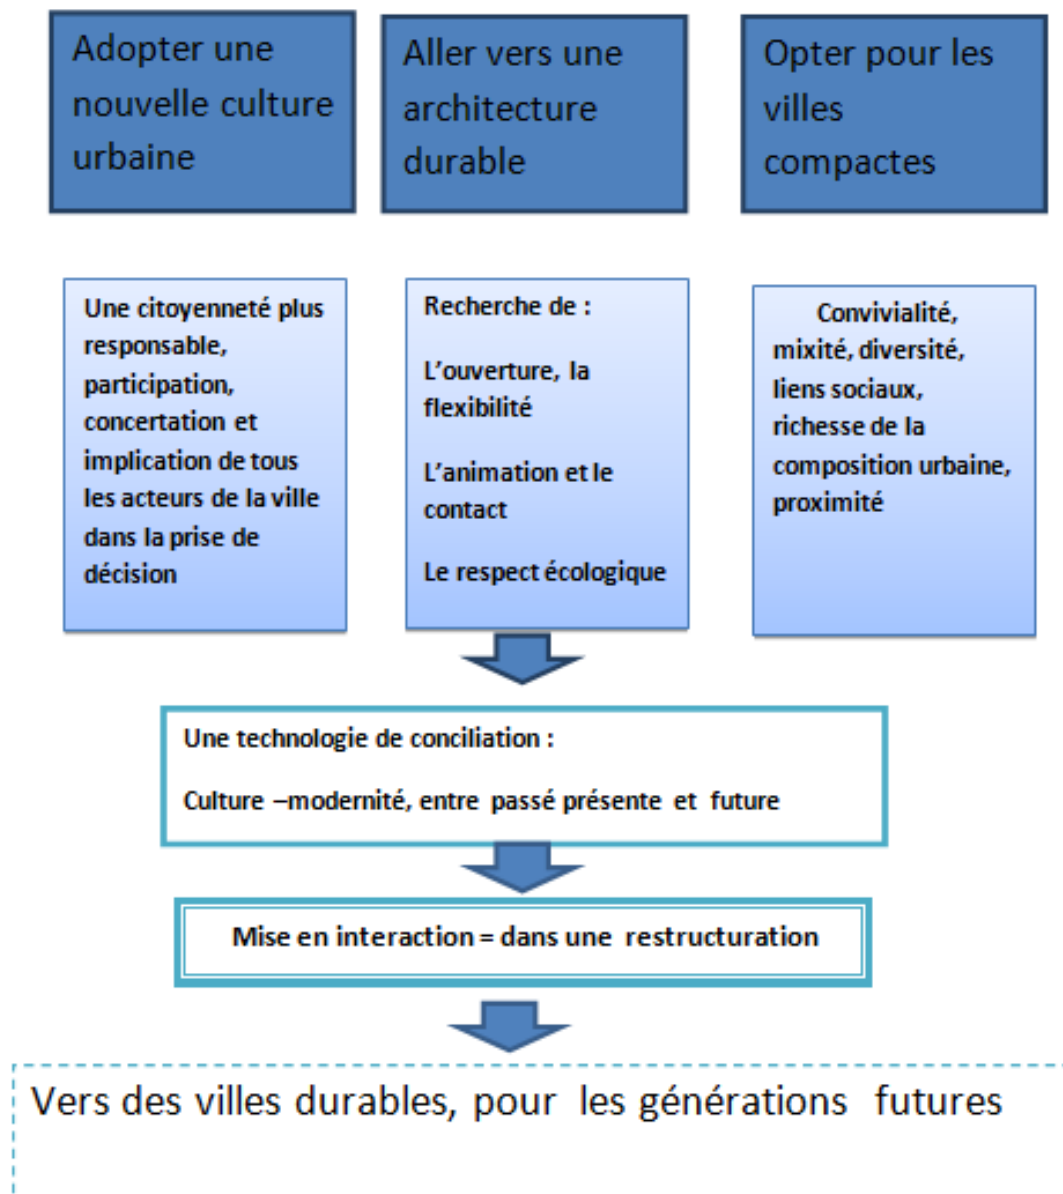 Adopter une
nouvelle culture
urbaine
Aller vers une
architecture
durable
Opter pour les
villes
compactes
Une citoyenneté plus
responsable,
participation,
concertation et
implication de tous
les acteurs de la ville
dans la prise de
décision
Recherche de :
L'ouverture, la
flexibilité
L'animation et le
contact
Le respect écologique
Convivialité,
mixité, diversité,
liens sociaux,
richesse de la
composition urbaine,
proximité
Une technologie de conciliation :
Culture –modernité, entre passé présente et future
Mise en interaction = dans une restructuration
Vers des villes durables, pour les générations futures